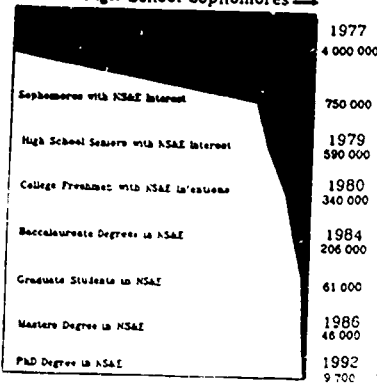 High School Sophomores
1977
4 000 000
Sophomores with NS&E Interest
750 000
High School Seniors with NS&E Interest
1979
590 000
College Freshmen with NS&E Intentions
1980
340 000
Baccalaureate Degrees in NS&E
1984
206 000
Graduate Students in NS&E
61 000
Masters Degree in NS&E
1986
46 000
PhD Degree in NS&E
1992
9 700